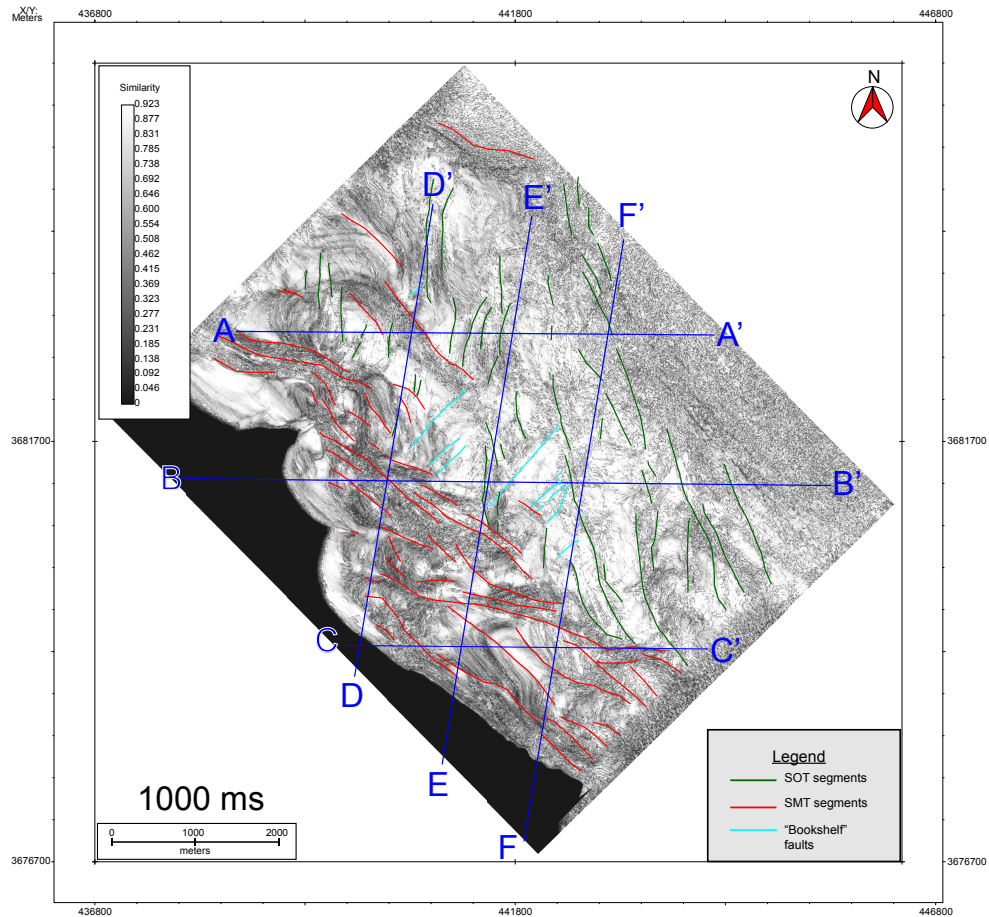 X/Y:
Meters
436800
441800
446800
Similarity
0.923
0.877
0.831
0.785
0.738
0.692
0.646
0.600
0.554
0.508
0.462
0.415
0.369
0.323
0.277
0.231
0.185
0.138
0.092
0.046
0
N
D’
E’
F’
A
A’
3681700
3681700
B
B’
C
C’
D
E
F
1000 ms
0
1000
2000
meters
Legend
SOT segments
SMT segments
“Bookshelf”
faults
3676700
3676700
436800
441800
446800